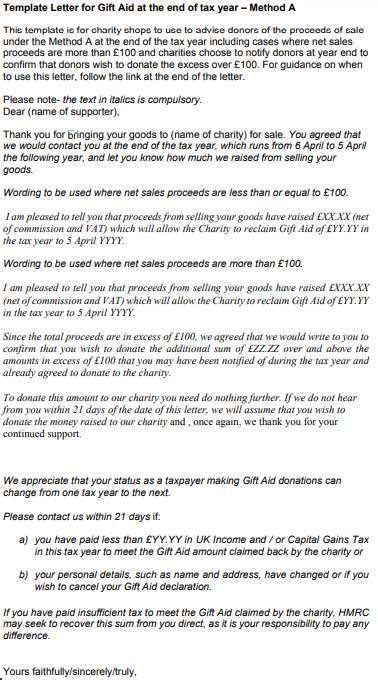 Template Letter for Gift Aid at the end of tax year – Method A
This template is for charity shops to use to advise donors of the proceeds of sale
under the Method A at the end of the tax year including cases where net sales
proceeds are more than £100 and charities choose to notify donors at year end to
confirm that donors wish to donate the excess over £100. For guidance on when
to use this letter, follow the link at the end of the letter.
Please note- the text in italics is compulsory.
Dear (name of supporter),
Thank you for bringing your goods to (name of charity) for sale. You agreed that
we would contact you at the end of the tax year, which runs from 6 April to 5 April
the following year, and let you know how much we raised from selling your
goods.
Wording to be used where net sales proceeds are less than or equal to £100.
I am pleased to tell you that proceeds from selling your goods have raised £XX.XX (net
of commission and VAT) which will allow the Charity to reclaim Gift Aid of £YY.YY in
the tax year to 5 April YYYY.
Wording to be used where net sales proceeds are more than £100.
I am pleased to tell you that proceeds from selling your goods have raised £XXX.XX
(net of commission and VAT) which will allow the Charity to reclaim Gift Aid of £YY.YY
in the tax year to 5 April YYYY.
Since the total proceeds are in excess of £100, we agreed that we would write to you to
confirm that you wish to donate the additional sum of £ZZ.ZZ over and above the
amounts in excess of £100 that you may have been notified of during the tax year and
already agreed to donate to the charity.
To donate this amount to our charity you need do nothing further. If we do not hear
from you within 21 days of the date of this letter, we will assume that you wish to
donate the money raised to our charity and , once again, we thank you for your
continued support.
We appreciate that your status as a taxpayer making Gift Aid donations can
change from one tax year to the next.
Please contact us within 21 days if:
a) you have paid less than £YY.YY in UK Income and / or Capital Gains Tax
in this tax year to meet the Gift Aid amount claimed back by the charity or
b) your personal details, such as name and address, have changed or if you
wish to cancel your Gift Aid declaration.
If you have paid insufficient tax to meet the Gift Aid claimed by the charity, HMRC
may seek to recover this sum from you direct, as it is your responsibility to pay any
difference.
Yours faithfully/sincerely/truly,